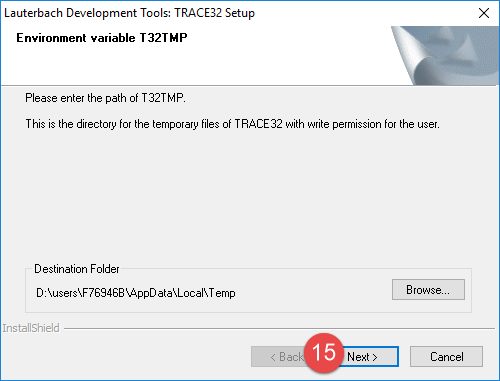 Lauterbach Development Tools: TRACE32 Setup
Environment variable T32TMP
Please enter the path of T32TMP.
This is the directory for the temporary files of TRACE32 with write permission for the user.
Destination Folder
D:\users\F76946B\AppData\Local\Temp
Browse...
InstallShield
< Back
15
Next >
Cancel